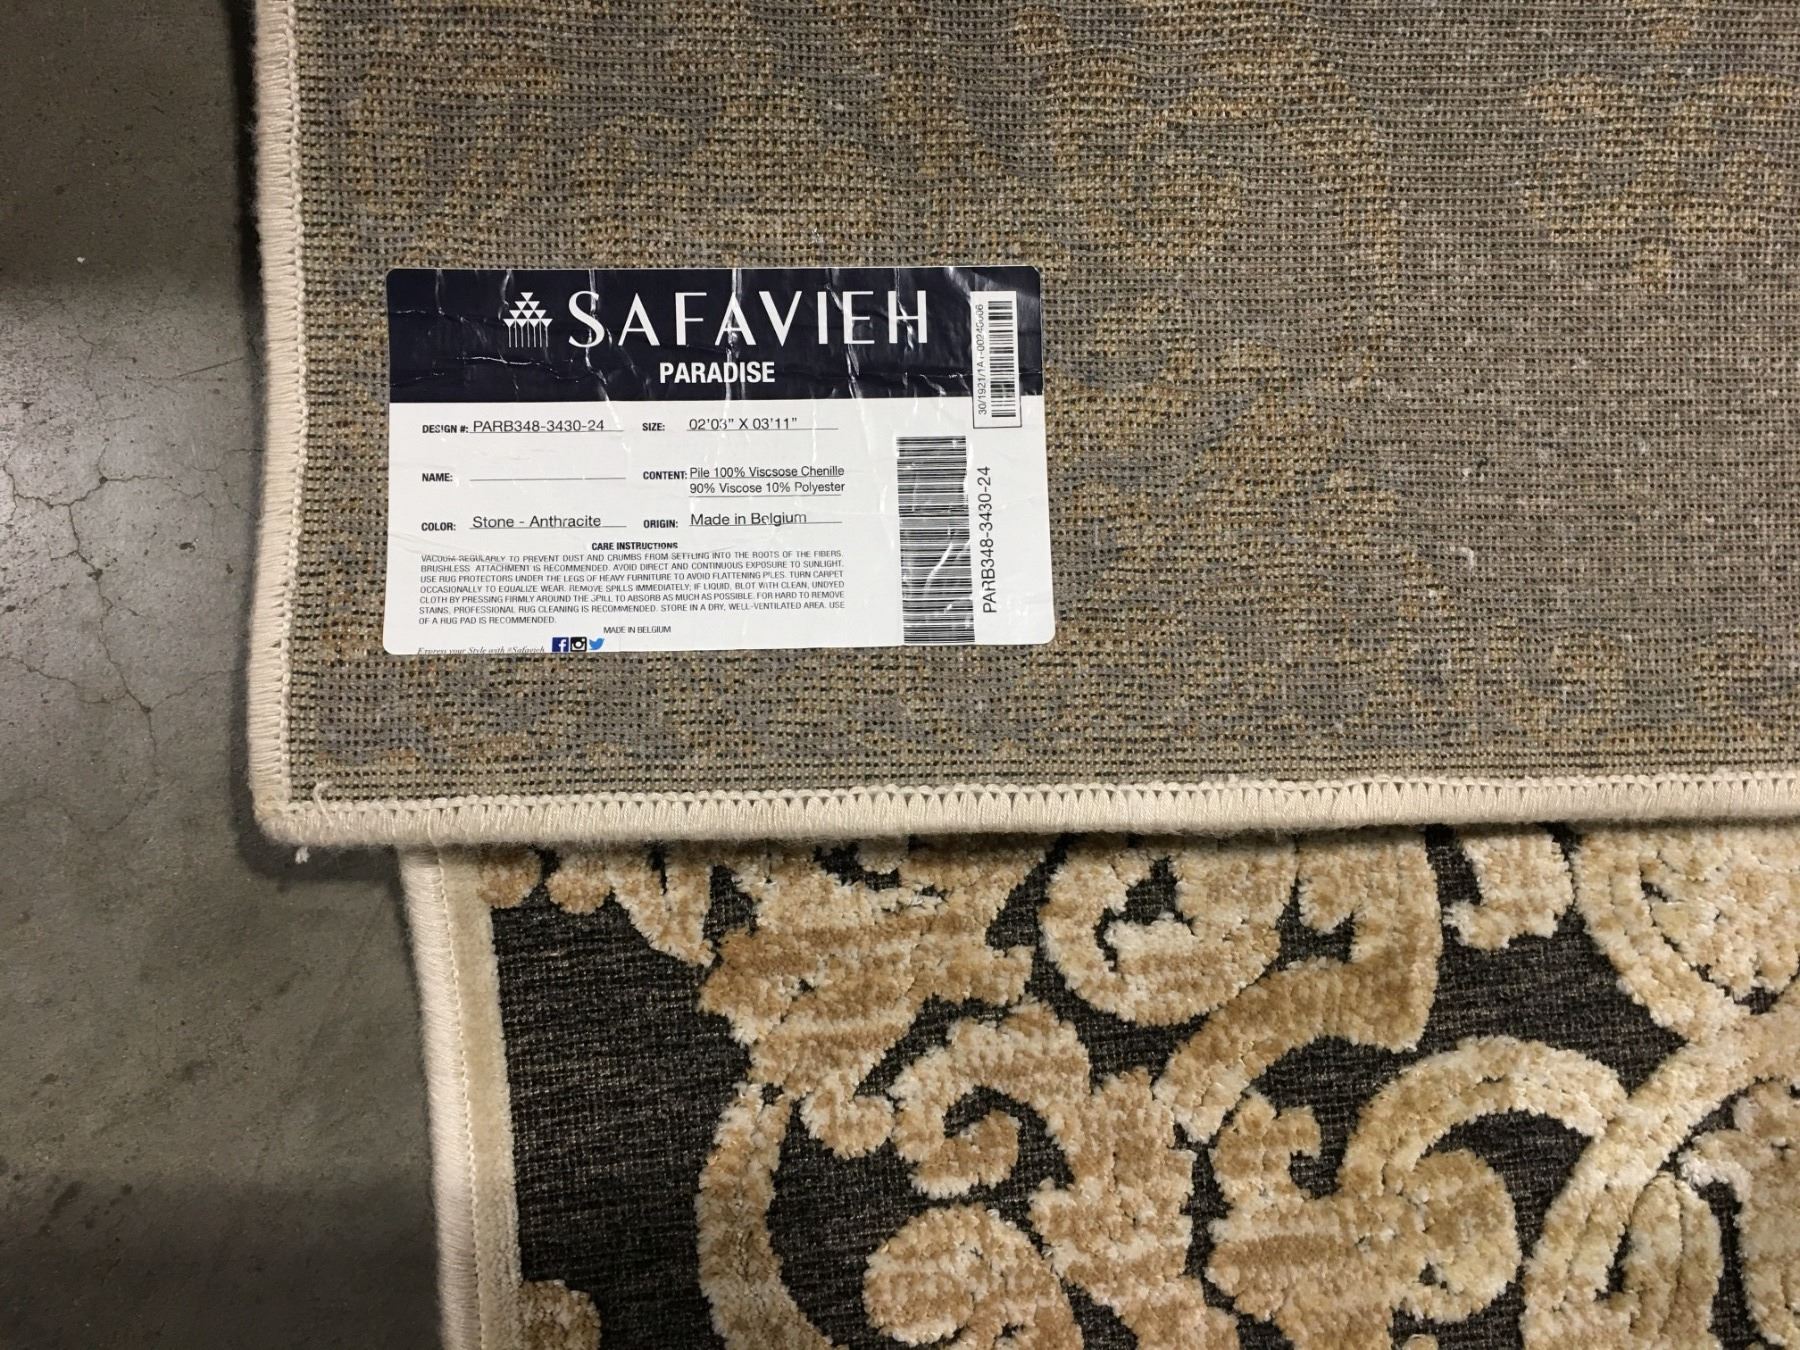 SAFAVIEH
PARADISE
DESIGN #: PARB348-3430-24 SIZE: 02'03" X 03'11"
NAME: CONTENT: Pile 100% Viscsose Chenille
90% Viscose 10% Polyester
COLOR: Stone - Anthracite ORIGIN: Made in Belgium
CARE INSTRUCTIONS
VACUUM REGULARLY TO PREVENT DUST AND CRUMBS FROM SETTLING INTO THE ROOTS OF THE FIBERS.
BRUSHLESS ATTACHMENT IS RECOMMENDED. AVOID DIRECT AND CONTINUOUS EXPOSURE TO SUNLIGHT.
USE RUG PROTECTORS UNDER THE LEGS OF HEAVY FURNITURE TO AVOID FLATTENING PILES. TURN CARPET
OCCASIONALLY TO EQUALIZE WEAR. REMOVE SPILLS IMMEDIATELY; IF LIQUID, BLOT WITH CLEAN, UNDYED
CLOTH BY PRESSING FIRMLY AROUND THE SPILL TO ABSORB AS MUCH AS POSSIBLE. FOR HARD TO REMOVE
STAINS, PROFESSIONAL RUG CLEANING IS RECOMMENDED. STORE IN A DRY, WELL-VENTILATED AREA. USE
OF A RUG PAD IS RECOMMENDED.
MADE IN BELGIUM
Express your Style with #Safavieh
PARB348-3430-24